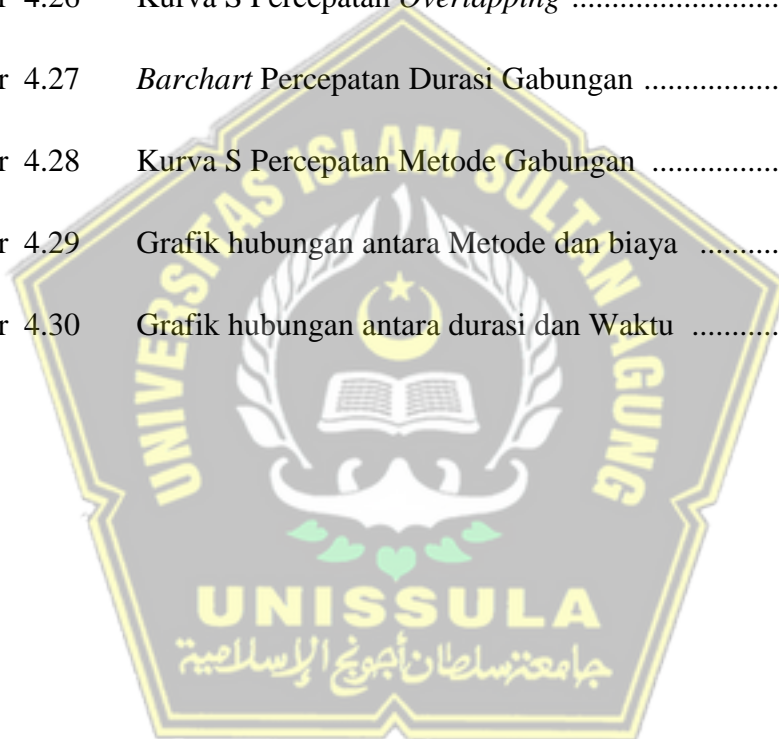 r 4.26 Kurva S Percepatan Overlapping ........................
r 4.27 Barchart Percepatan Durasi Gabungan .................
r 4.28 Kurva S Percepatan Metode Gabungan ................
r 4.29 Grafik hubungan antara Metode dan biaya ..........
r 4.30 Grafik hubungan antara durasi dan Waktu ...........
UNIVERSITAS ISLAM SULTAN AGUNG
UNISSULA
جامعتنسلطان أجونج الإسلامية